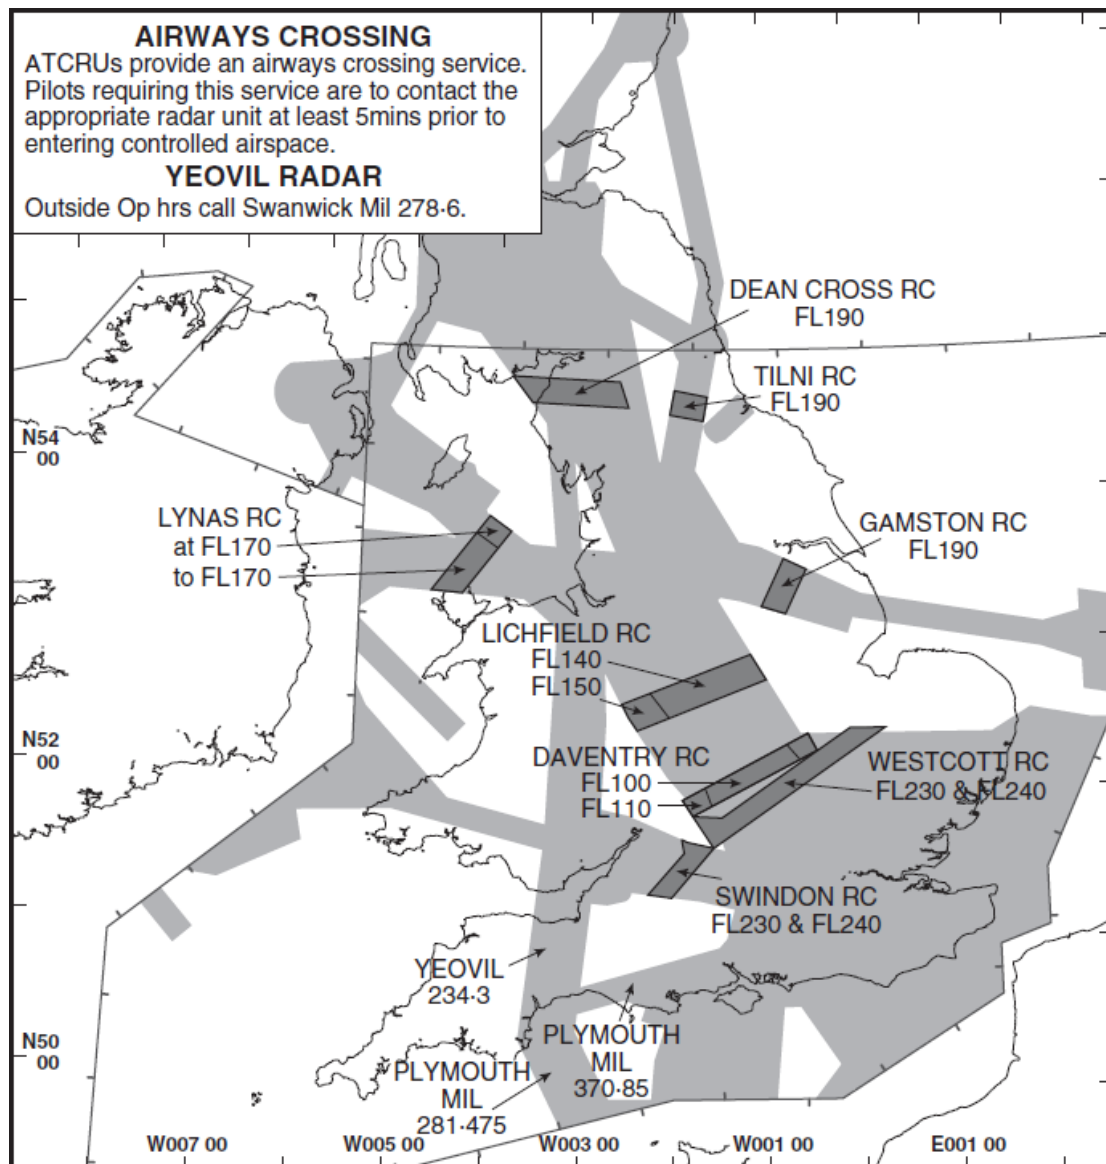 AIRWAYS CROSSING
ATCRUs provide an airways crossing service.
Pilots requiring this service are to contact the
appropriate radar unit at least 5mins prior to
entering controlled airspace.
YEOVIL RADAR
Outside Op hrs call Swanwick Mil 278·6.
DEAN CROSS RC
FL190
TILNI RC
FL190
N54
00
LYNAS RC
at FL170
to FL170
GAMSTON RC
FL190
LICHFIELD RC
FL140
FL150
N52
00
DAVENTRY RC
FL100
FL110
WESTCOTT RC
FL230 & FL240
SWINDON RC
FL230 & FL240
YEOVIL
234·3
PLYMOUTH
MIL
370·85
N50
00
PLYMOUTH
MIL
281·475
W007 00
W005 00
W003 00
W001 00
E001 00